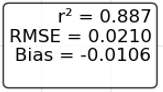 r² = 0.887
RMSE = 0.0210
Bias = -0.0106